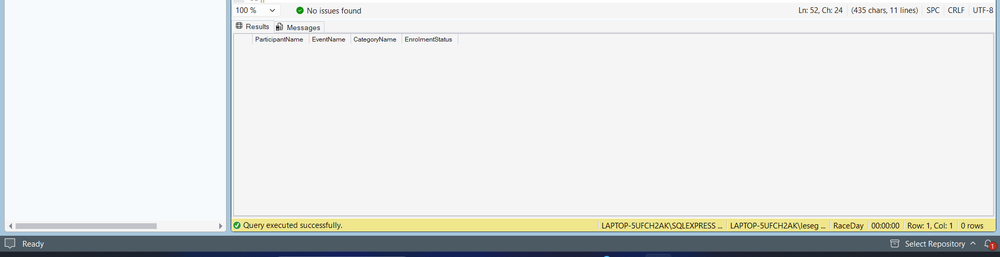 100 %
No issues found
Ln: 52, Ch: 24
(435 chars, 11 lines)
SPC
CRLF
UTF-8
Results
Messages
ParticipantName
EventName
CategoryName
EnrolmentStatus
Query executed successfully.
LAPTOP-5UFCH2AK\SQLEXPRESS ...
LAPTOP-5UFCH2AK\leseg ...
RaceDay
00:00:00
Row: 1, Col: 1
0 rows
Ready
Select Repository
1